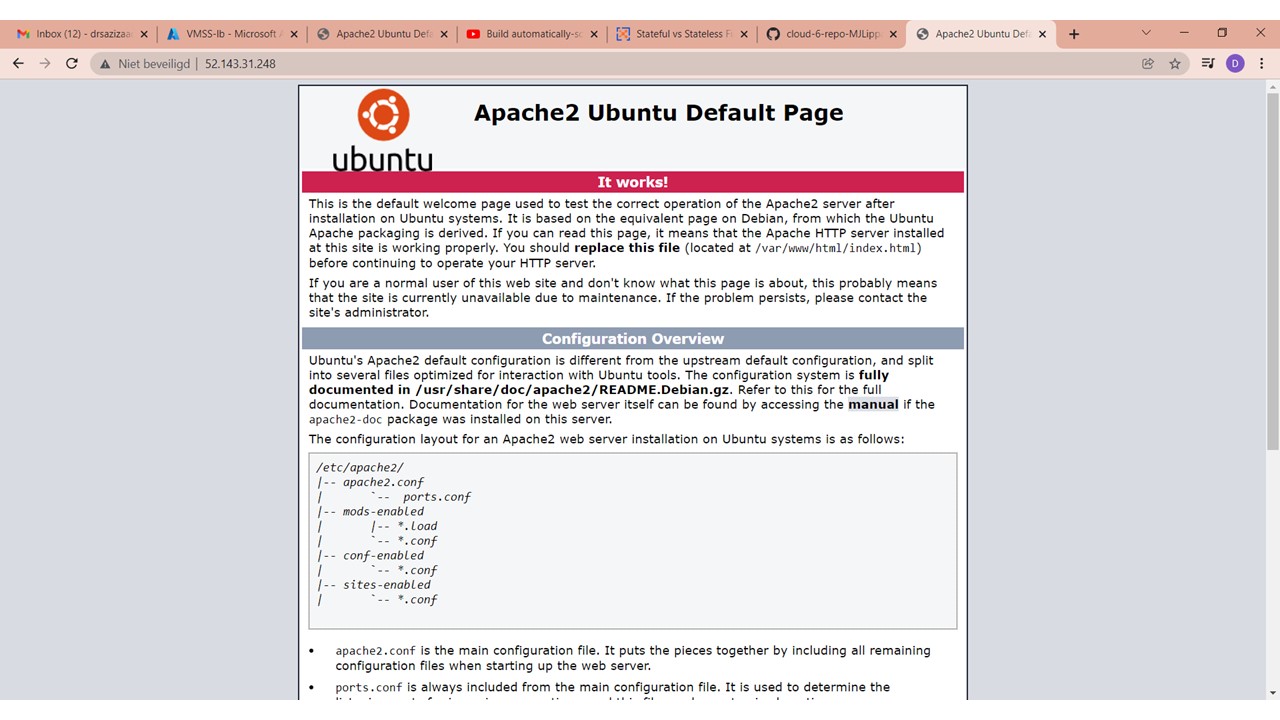 Inbox (12) - drsazizaa
VMSS-lb - Microsoft A
Apache2 Ubuntu Defa
Build automatically-sc
Stateful vs Stateless F
cloud-6-repo-MJLipp
Apache2 Ubuntu Defa
Niet beveiligd | 52.143.31.248
D
ubuntu
Apache2 Ubuntu Default Page
It works!
This is the default welcome page used to test the correct operation of the Apache2 server after
installation on Ubuntu systems. It is based on the equivalent page on Debian, from which the Ubuntu
Apache packaging is derived. If you can read this page, it means that the Apache HTTP server installed
at this site is working properly. You should replace this file (located at /var/www/html/index.html)
before continuing to operate your HTTP server.
If you are a normal user of this web site and don't know what this page is about, this probably means
that the site is currently unavailable due to maintenance. If the problem persists, please contact the
site's administrator.
Configuration Overview
Ubuntu's Apache2 default configuration is different from the upstream default configuration, and split
into several files optimized for interaction with Ubuntu tools. The configuration system is fully
documented in /usr/share/doc/apache2/README.Debian.gz. Refer to this for the full
documentation. Documentation for the web server itself can be found by accessing the manual if the
apache2-doc package was installed on this server.
The configuration layout for an Apache2 web server installation on Ubuntu systems is as follows:
/etc/apache2/
|-- apache2.conf
|       `--  ports.conf
|-- mods-enabled
|       |-- *.load
|       `-- *.conf
|-- conf-enabled
|       `-- *.conf
|-- sites-enabled
|       `-- *.conf
• apache2.conf is the main configuration file. It puts the pieces together by including all remaining
configuration files when starting up the web server.
• ports.conf is always included from the main configuration file. It is used to determine the